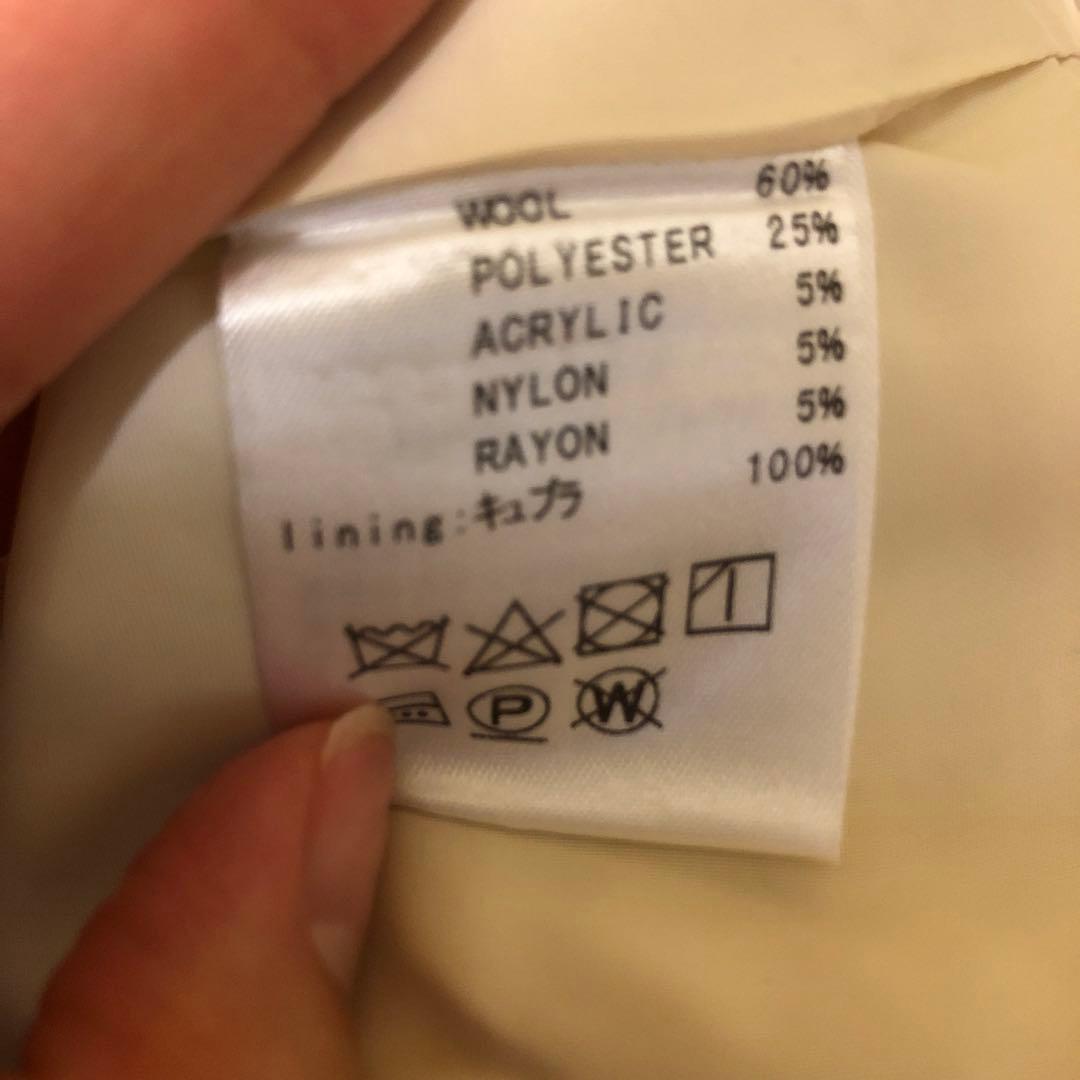 WOOL 60%
POLYESTER 25%
ACRYLIC 5%
NYLON 5%
RAYON 5%
lining:キュプラ 100%
P W